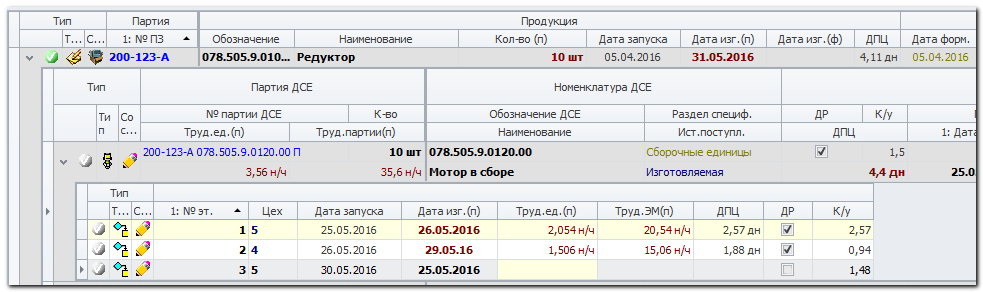 Тип Партия Продукция
Т... С... 1: № ПЗ Обозначение Наименование Кол-во (п) Дата запуска Дата изг.(п) Дата изг.(ф) ДПЦ Дата форм.
200-123-А 078.505.9.010... Редуктор 10 шт 05.04.2016 31.05.2016 4,11 дн 05.04.2016
Тип Партия ДСЕ Номенклатура ДСЕ
Ти п Со с... № партии ДСЕ К-во Обозначение ДСЕ Раздел специф. ДР К/у
Труд.ед.(п) Труд.партии(п) Наименование Ист.поступл. ДПЦ 1: Дата
200-123-А 078.505.9.0120.00 П 10 шт 078.505.9.0120.00 Сборочные единицы 1,5
3,56 н/ч 35,6 н/ч Мотор в сборе Изготовляемая 4,4 дн 25.0
Тип
Т... С... 1: № эт. Цех Дата запуска Дата изг.(п) Труд.ед.(п) Труд.ЭМ(п) ДПЦ ДР К/у
1 5 25.05.2016 26.05.2016 2,054 н/ч 20,54 н/ч 2,57 дн 2,57
2 4 26.05.2016 29.05.16 1,506 н/ч 15,06 н/ч 1,88 дн 0,94
3 5 30.05.2016 25.05.2016 1,48